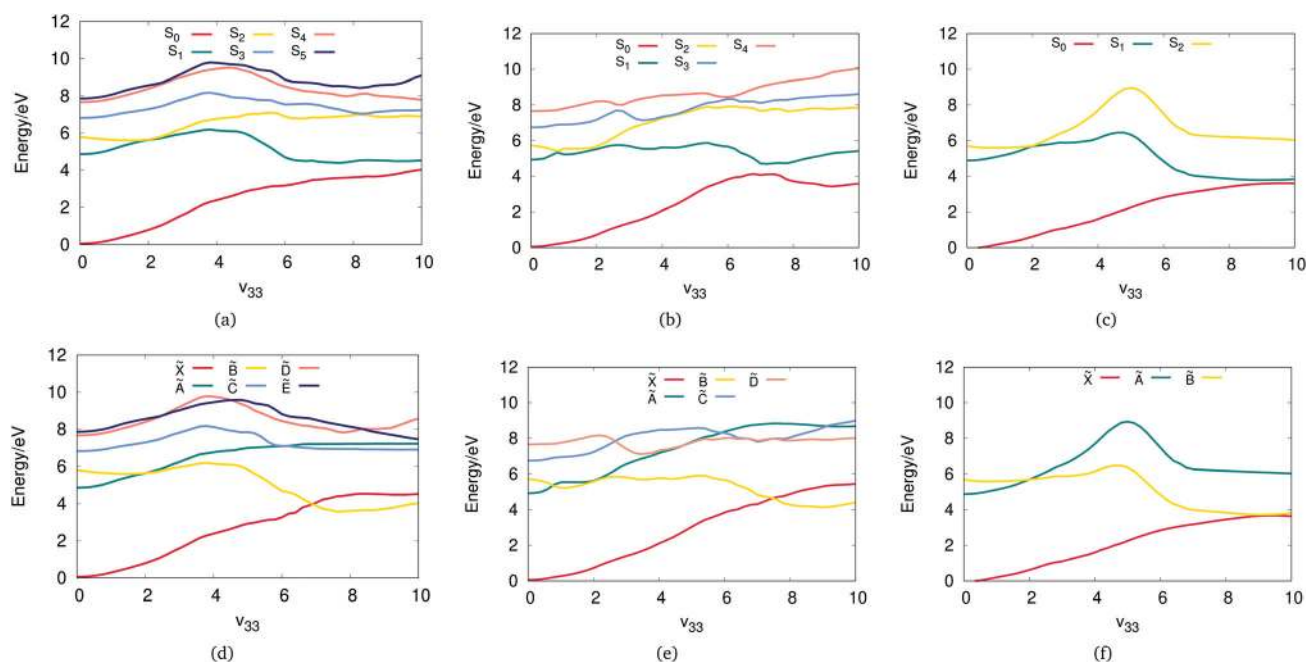 S0 S2 S4
S1 S3 S5
12
10
8
6
4
2
0
Energy/eV
0 2 4 6 8 10
v33
(a)
S0 S2 S4
S1 S3
12
10
8
6
4
2
0
Energy/eV
0 2 4 6 8 10
v33
(b)
S0 S1 S2
12
10
8
6
4
2
0
Energy/eV
0 2 4 6 8 10
v33
(c)
X̃ B̃ D̃
Ã C̃ Ẽ
12
10
8
6
4
2
0
Energy/eV
0 2 4 6 8 10
v33
(d)
X̃ B̃ D̃
Ã C̃
12
10
8
6
4
2
0
Energy/eV
0 2 4 6 8 10
v33
(e)
X̃ Ã B̃
12
10
8
6
4
2
0
Energy/eV
0 2 4 6 8 10
v33
(f)